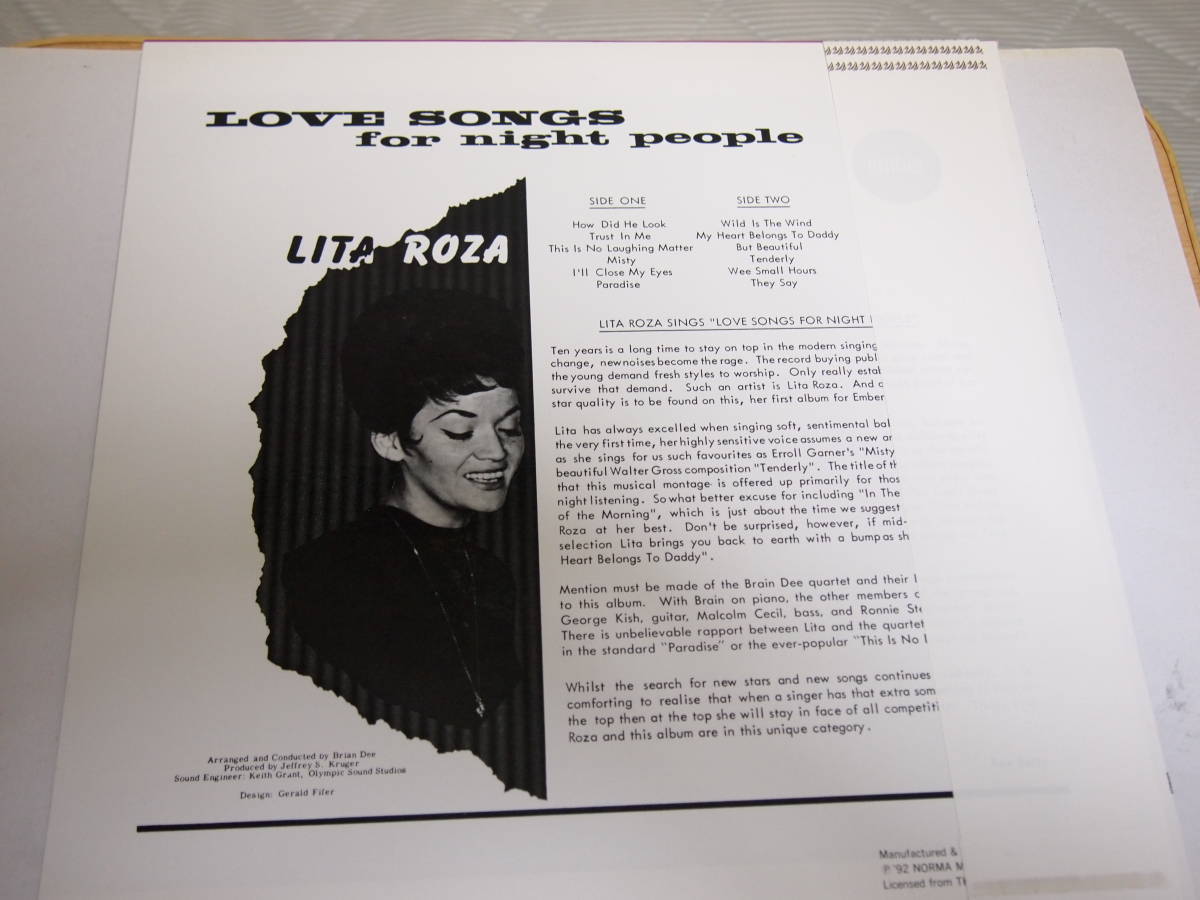 LOVE SONGS
for night people
LITA ROZA
SIDE ONE
How Did He Look
Trust In Me
This Is No Laughing Matter
Misty
I'll Close My Eyes
Paradise
SIDE TWO
Wild Is The Wind
My Heart Belongs To Daddy
But Beautiful
Tenderly
Wee Small Hours
They Say
LITA ROZA SINGS "LOVE SONGS FOR NIGHT
Ten years is a long time to stay on top in the modern singing
change, new noises become the rage. The record buying publ
the young demand fresh styles to worship. Only really estal
survive that demand. Such an artist is Lita Roza. And
star quality is to be found on this, her first album for Ember
Lita has always excelled when singing soft, sentimental bal
the very first time, her highly sensitive voice assumes a new
as she sings for us such favourites as Erroll Garner's "Misty
beautiful Walter Gross composition "Tenderly". The title of
that this musical montage is offered up primarily for thos
night listening. So what better excuse for including "In The
of the Morning", which is just about the time we suggest
Roza at her best. Don't be surprised, however, if mid-
selection Lita brings you back to earth with a bump as sh
Heart Belongs To Daddy".
Mention must be made of the Brain Dee quartet and their
to this album. With Brain on piano, the other members
George Kish, guitar, Malcolm Cecil, bass, and Ronnie
There is unbelievable rapport between Lita and the quartet
in the standard "Paradise" or the ever-popular "This Is No
Whilst the search for new stars and new songs continues
comforting to realise that when a singer has that extra som
the top then at the top she will stay in face of all competiti
Roza and this album are in this unique category.
Arranged and Conducted by Brian Dee
Produced by Jeffrey S. Kruger
Sound Engineer: Keith Grant, Olympic Sound Studios
Design: Gerald Fifer
Manufactured &
℗ '92 NORMA M
Licensed from